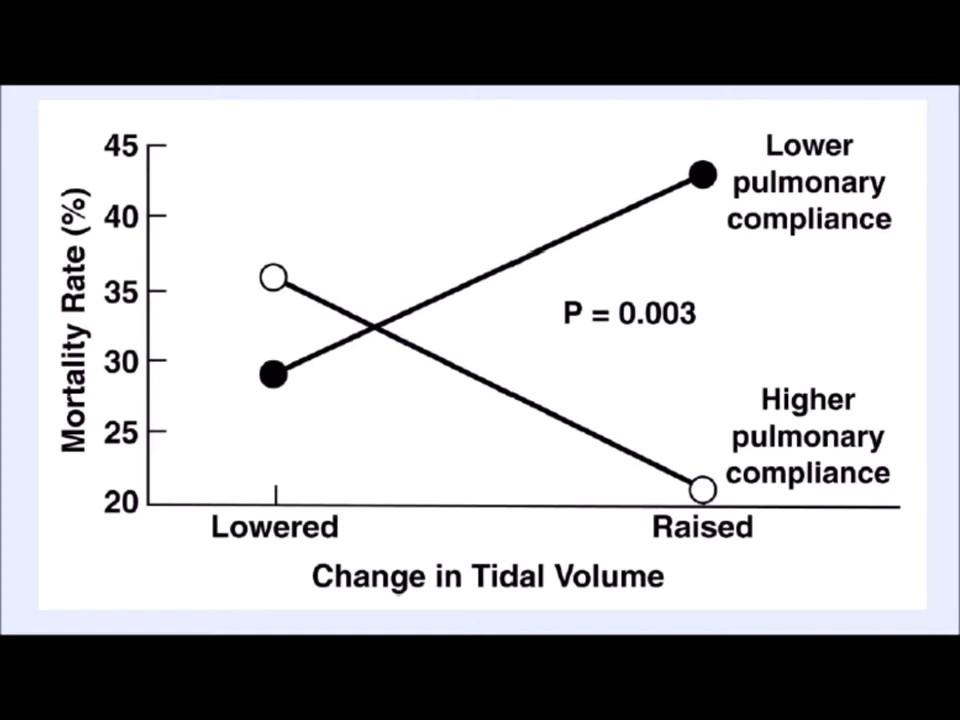 Mortality Rate (%)
45
40
35
30
25
20
Lower
pulmonary
compliance
P = 0.003
Higher
pulmonary
compliance
Lowered
Raised
Change in Tidal Volume